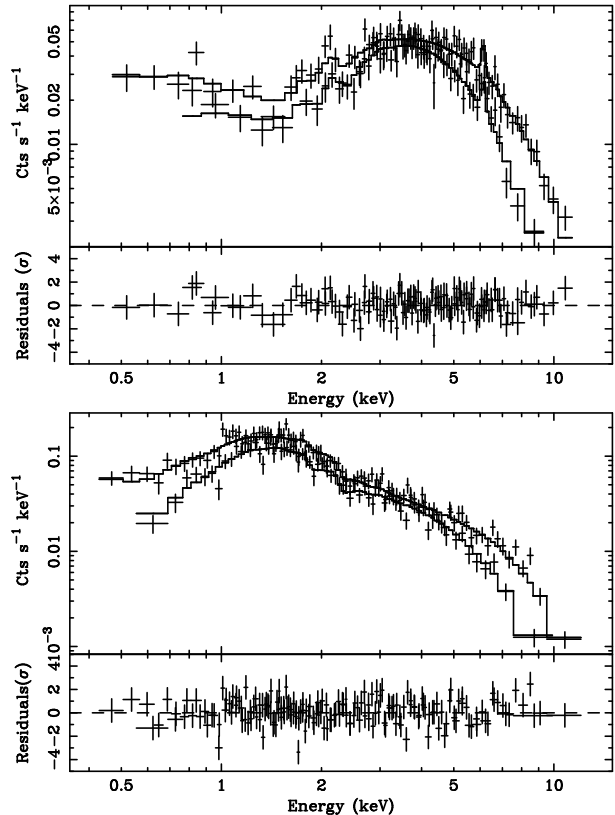 Cts s⁻¹ keV⁻¹
0.05
0.02
0.01
5×10⁻³
Residuals (σ)
4
2
0
−2
−4
0.5 1 2 5 10
Energy (keV)
Cts s⁻¹ keV⁻¹
0.1
0.01
10⁻³
Residuals(σ)
4
2
0
−2
−4
0.5 1 2 5 10
Energy (keV)